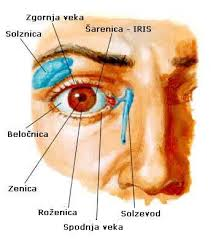 Zgornja veka
Solznica
Šarenica - IRIS
Beločnica
Zenica
Roženica
Solzevod
Spodnja veka